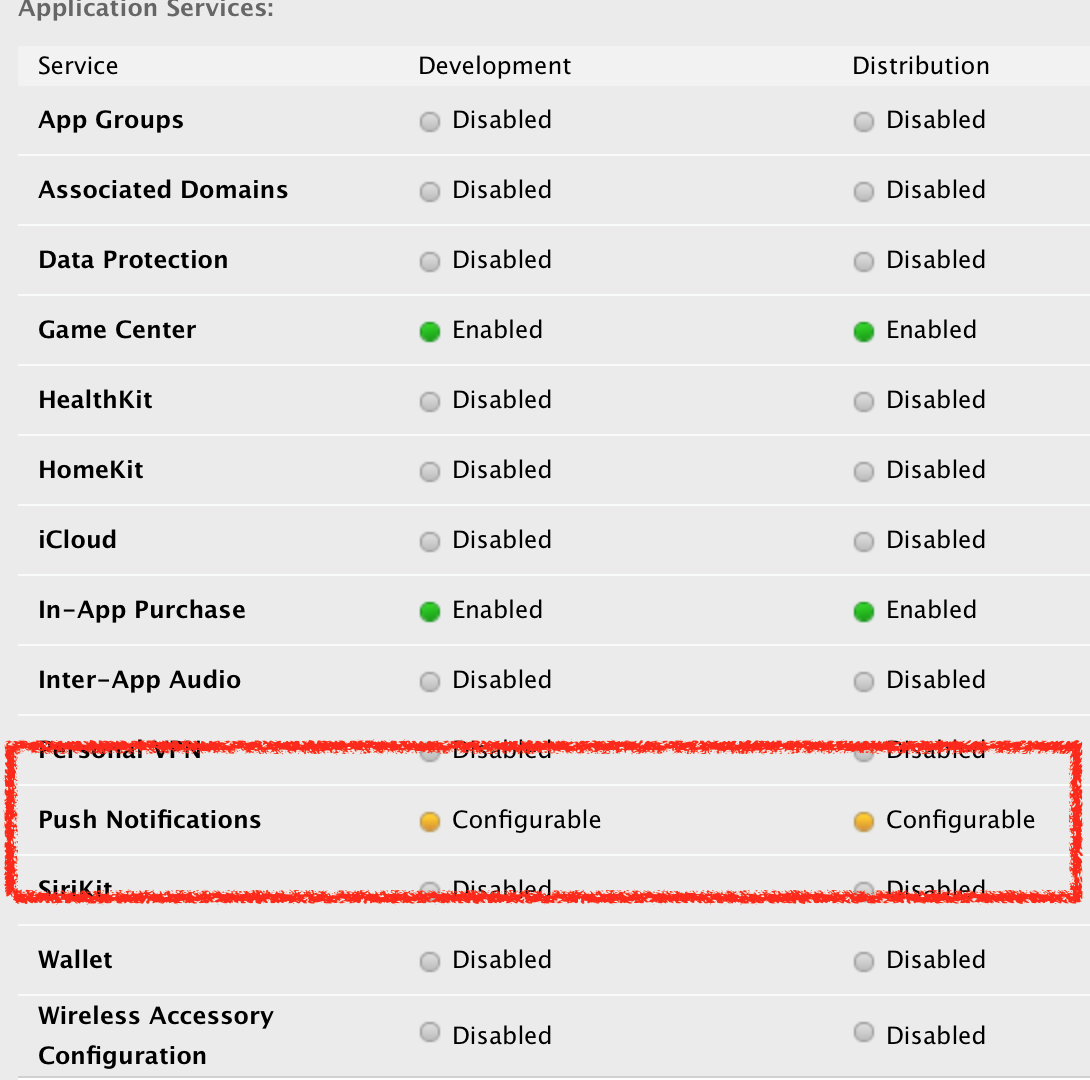 Application Services:
Service Development Distribution
App Groups Disabled Disabled
Associated Domains Disabled Disabled
Data Protection Disabled Disabled
Game Center Enabled Enabled
HealthKit Disabled Disabled
HomeKit Disabled Disabled
iCloud Disabled Disabled
In-App Purchase Enabled Enabled
Inter-App Audio Disabled Disabled
Personal VPN Disabled Disabled
Push Notifications Configurable Configurable
SiriKit Disabled Disabled
Wallet Disabled Disabled
Wireless Accessory
Configuration Disabled Disabled